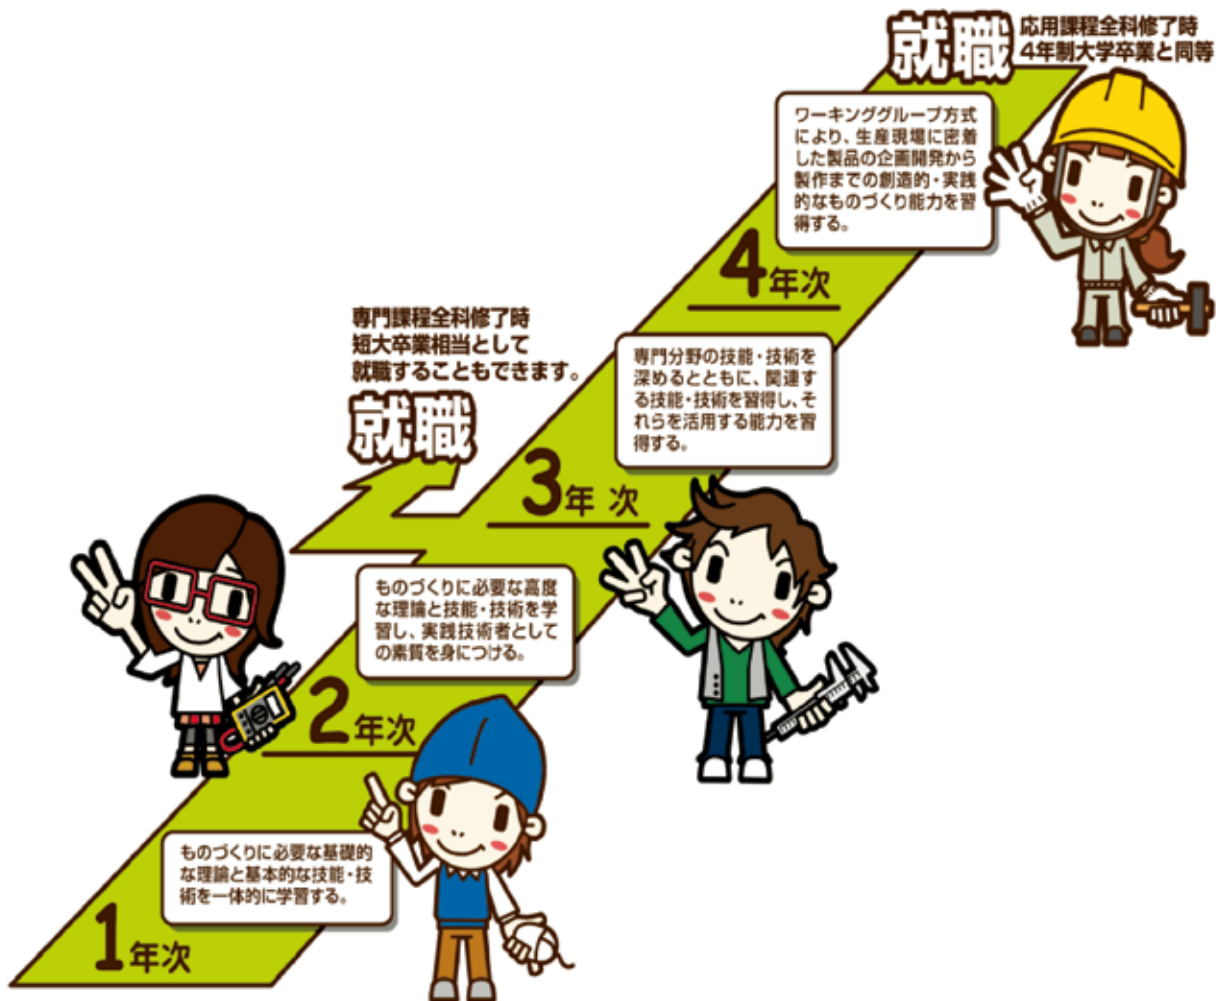 就職
応用課程全科修了時
4年制大学卒業と同等
ワーキンググループ方式
により、生産現場に密着
した製品の企画開発から
製作までの創造的・実践
的なものづくり能力を習
得する。
4年次
専門課程全科修了時
短大卒業相当として
就職することもできます。
就職
専門分野の技能・技術を
深めるとともに、関連す
る技能・技術を習得し、そ
れらを活用する能力を習
得する。
3年次
ものづくりに必要な高度
な理論と技能・技術を学
習し、実践技術者として
の素質を身につける。
2年次
ものづくりに必要な基礎的
な理論と基本的な技能・技
術を一体的に学習する。
1年次